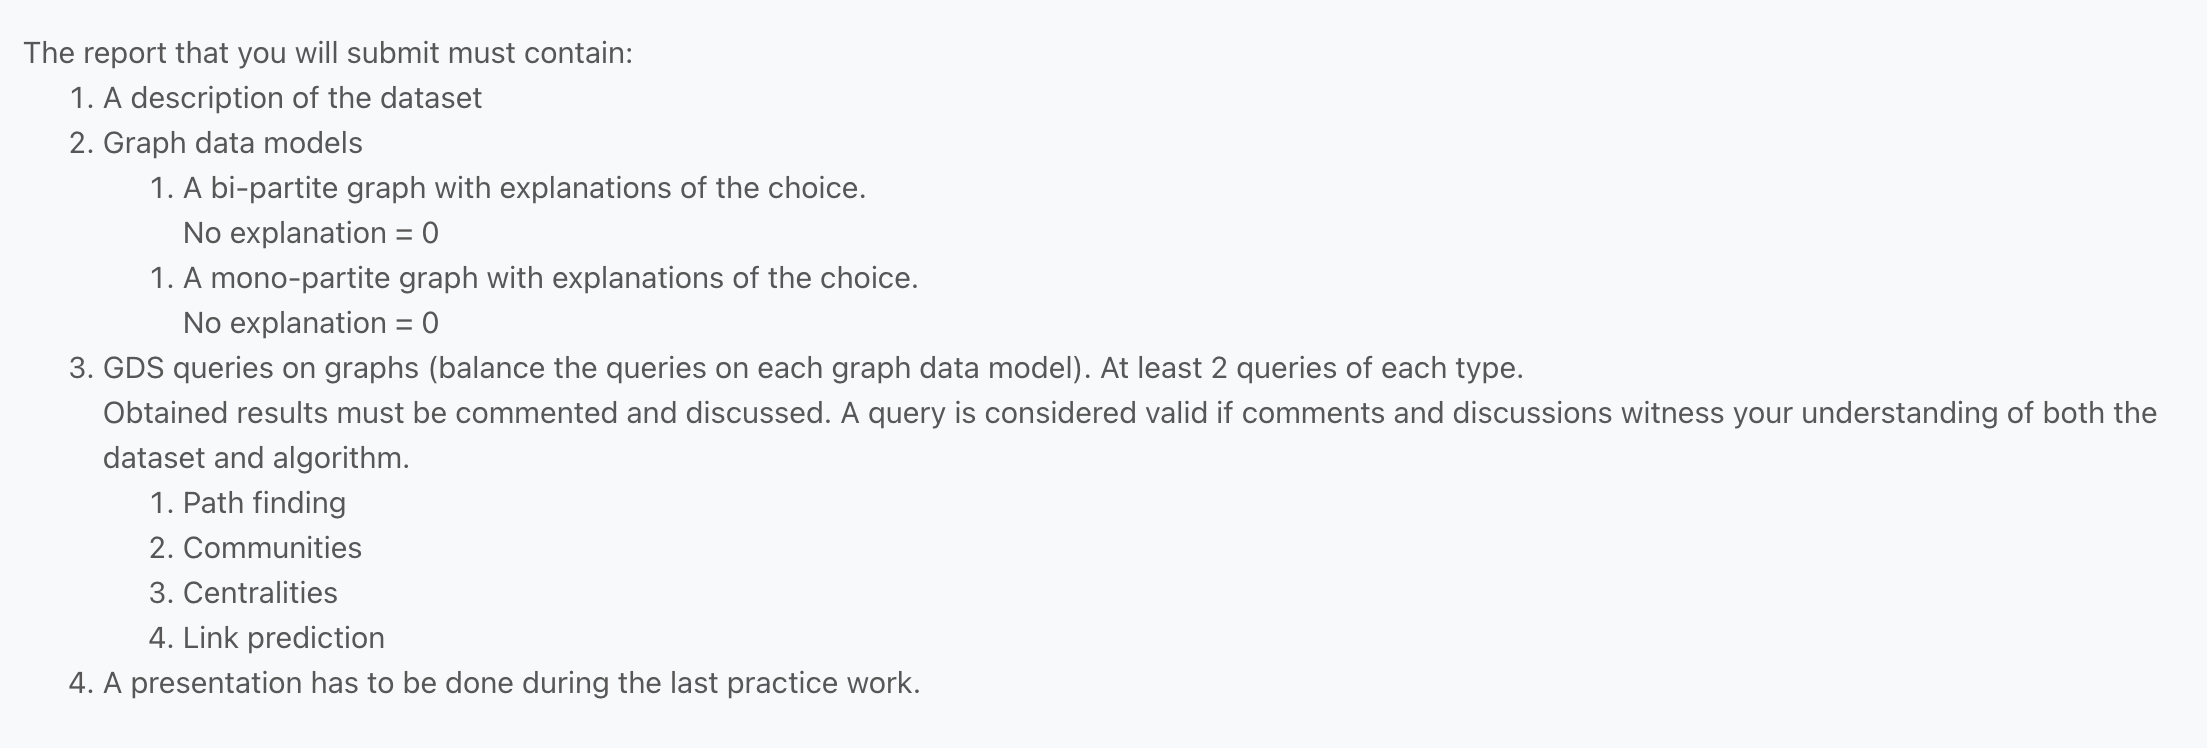 The report that you will submit must contain:
1. A description of the dataset
2. Graph data models
1. A bi-partite graph with explanations of the choice.
No explanation = 0
1. A mono-partite graph with explanations of the choice.
No explanation = 0
3. GDS queries on graphs (balance the queries on each graph data model). At least 2 queries of each type.
Obtained results must be commented and discussed. A query is considered valid if comments and discussions witness your understanding of both the
dataset and algorithm.
1. Path finding
2. Communities
3. Centralities
4. Link prediction
4. A presentation has to be done during the last practice work.